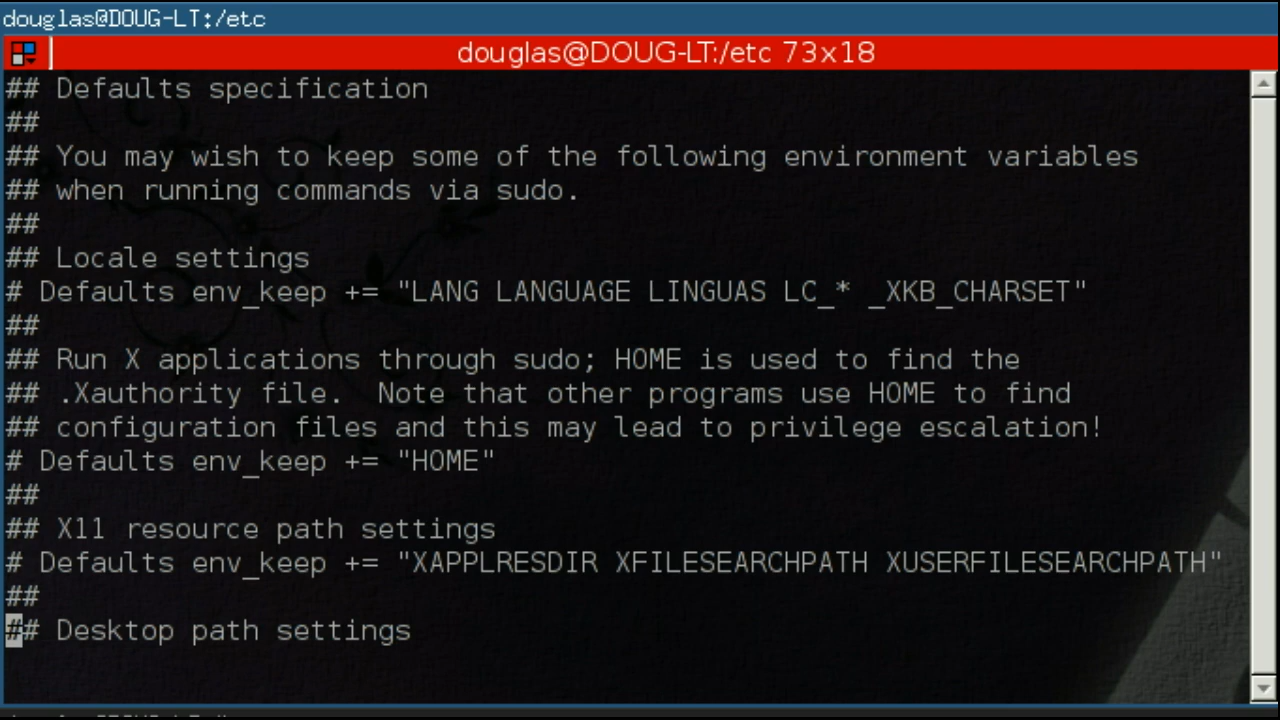 douglas@DOUG-LT:/etc
douglas@DOUG-LT:/etc 73x18
## Defaults specification
##
## You may wish to keep some of the following environment variables
## when running commands via sudo.
##
## Locale settings
# Defaults env_keep += "LANG LANGUAGE LINGUAS LC_* _XKB_CHARSET"
##
## Run X applications through sudo; HOME is used to find the
## .Xauthority file.  Note that other programs use HOME to find
## configuration files and this may lead to privilege escalation!
# Defaults env_keep += "HOME"
##
## X11 resource path settings
# Defaults env_keep += "XAPPLRESDIR XFILESEARCHPATH XUSERFILESEARCHPATH"
##
## Desktop path settings